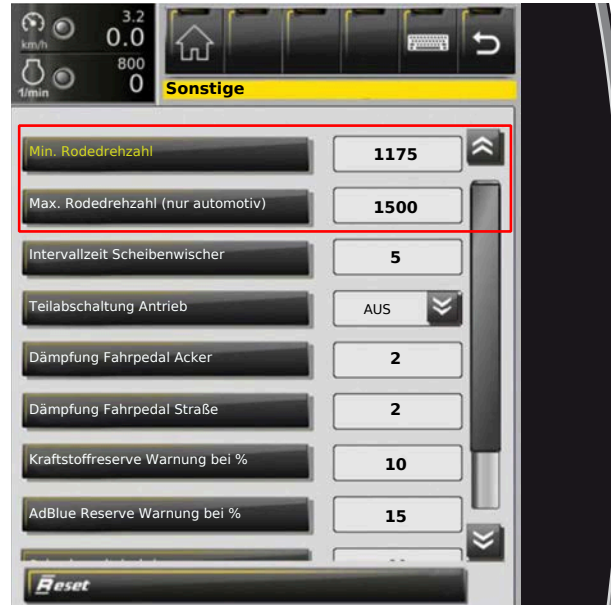 3.2
km/h 0.0
800
1/min 0
Sonstige
Min. Rodedrehzahl 1175
Max. Rodedrehzahl (nur automotiv) 1500
Intervallzeit Scheibenwischer 5
Teilabschaltung Antrieb AUS
Dämpfung Fahrpedal Acker 2
Dämpfung Fahrpedal Straße 2
Kraftstoffreserve Warnung bei % 10
AdBlue Reserve Warnung bei % 15
Reset